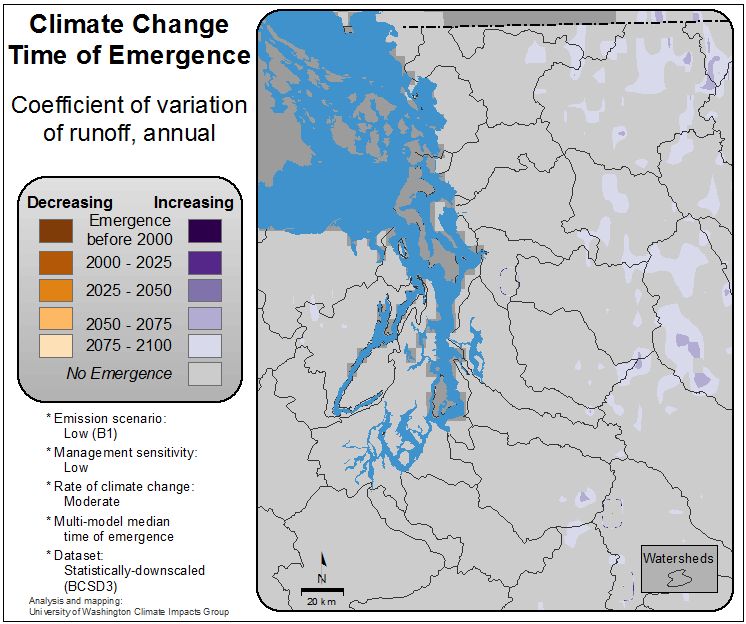 Climate Change
Time of Emergence
Coefficient of variation
of runoff, annual
Decreasing Increasing
Emergence
before 2000
2000 - 2025
2025 - 2050
2050 - 2075
2075 - 2100
No Emergence
* Emission scenario:
Low (B1)
* Management sensitivity:
Low
* Rate of climate change:
Moderate
* Multi-model median
time of emergence
* Dataset:
Statistically-downscaled
(BCSD3)
Analysis and mapping:
University of Washington Climate Impacts Group
N
20 km
Watersheds